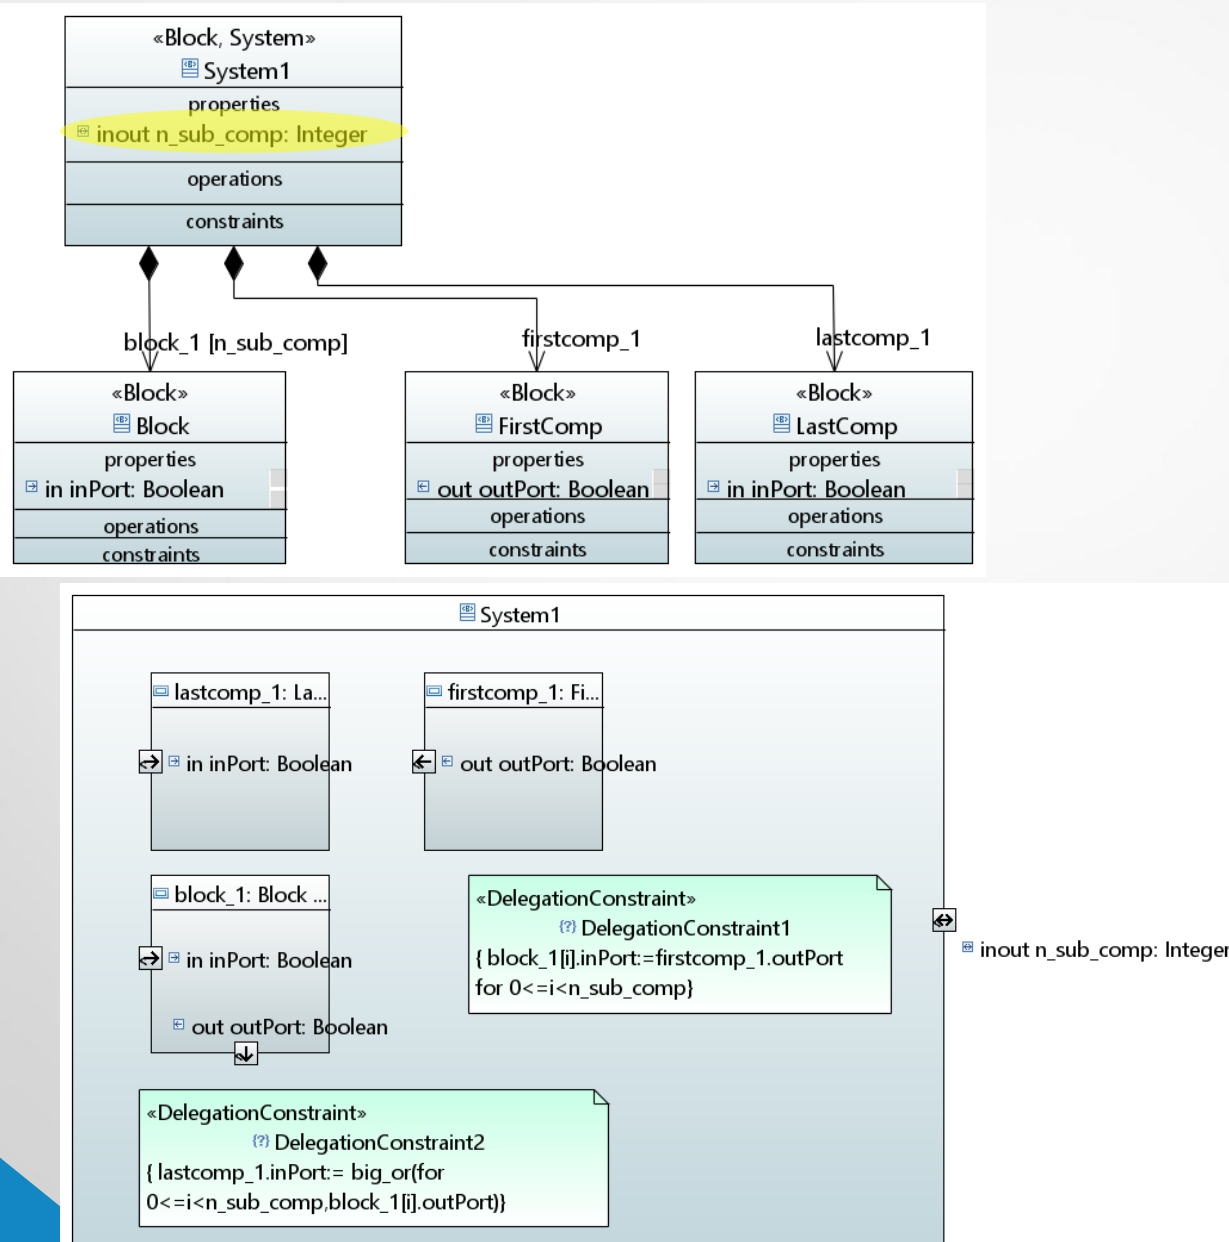 «Block, System»
System1
properties
inout n_sub_comp: Integer
operations
constraints
block_1 [n_sub_comp]
firstcomp_1
lastcomp_1
«Block»
Block
properties
in inPort: Boolean
operations
constraints
«Block»
FirstComp
properties
out outPort: Boolean
operations
constraints
«Block»
LastComp
properties
in inPort: Boolean
operations
constraints
System1
lastcomp_1: La...
in inPort: Boolean
firstcomp_1: Fi...
out outPort: Boolean
block_1: Block ...
in inPort: Boolean
out outPort: Boolean
«DelegationConstraint»
{?} DelegationConstraint1
{ block_1[i].inPort:=firstcomp_1.outPort
for 0<=i<n_sub_comp}
inout n_sub_comp: Integer
«DelegationConstraint»
{?} DelegationConstraint2
{ lastcomp_1.inPort:= big_or(for
0<=i<n_sub_comp,block_1[i].outPort)}